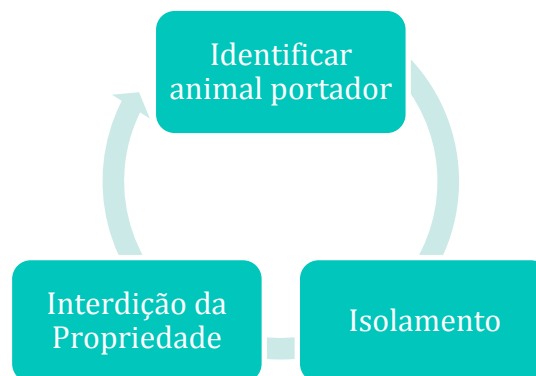 Identificar
animal portador
Isolamento
Interdição da
Propriedade